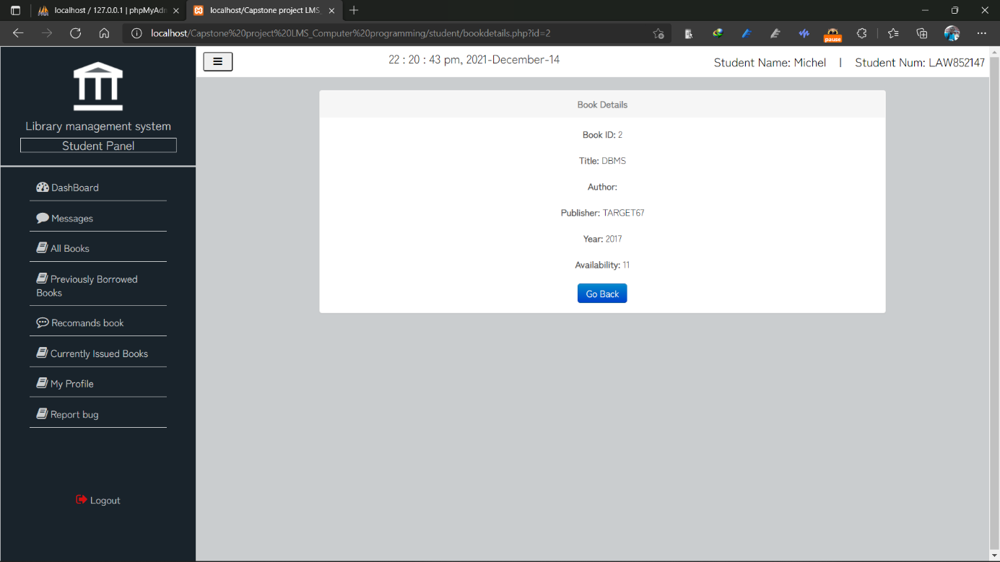 localhost / 127.0.0.1 | phpMyAdm
localhost/Capstone project LMS_
localhost/Capstone%20project%20LMS_Computer%20programming/student/bookdetails.php?id=2
pause
Library management system
Student Panel
DashBoard
Messages
All Books
Previously Borrowed
Books
Recomands book
Currently Issued Books
My Profile
Report bug
Logout
22 : 20 : 43 pm, 2021-December-14
Student Name: Michel | Student Num: LAW852147
Book Details
Book ID: 2
Title: DBMS
Author:
Publisher: TARGET67
Year: 2017
Availability: 11
Go Back